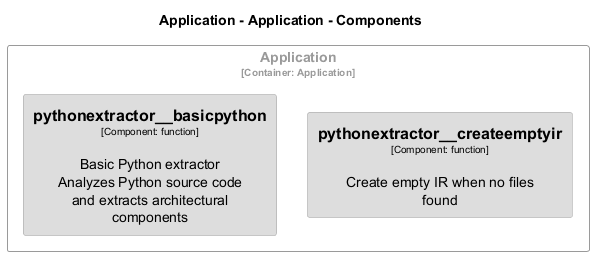 Application - Application - Components
Application
[Container: Application]
pythonextractor__basicpython
[Component: function]
Basic Python extractor
Analyzes Python source code
and extracts architectural
components
pythonextractor__createemptyir
[Component: function]
Create empty IR when no files
found